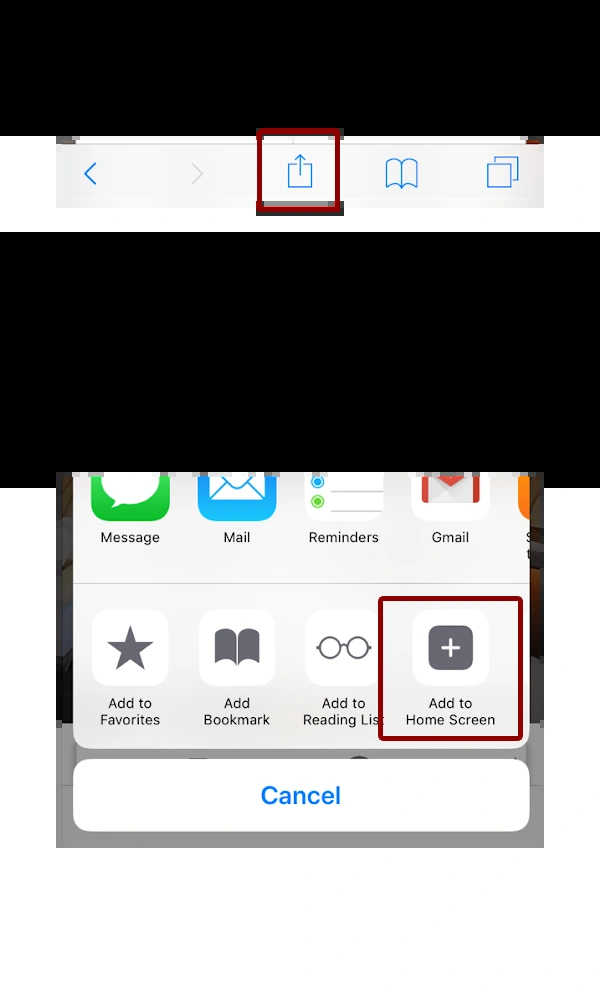 Message
Mail
Reminders
Gmail
Add to
Favorites
Add
Bookmark
Add to
Reading List
Add to
Home Screen
Cancel